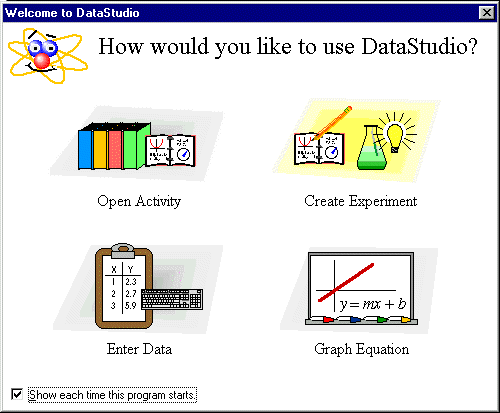 Welcome to DataStudio
How would you like to use DataStudio?
Open Activity
Create Experiment
X Y
1 2.3
2 2.7
3 5.9
y = mx + b
Enter Data
Graph Equation
Show each time this program starts.